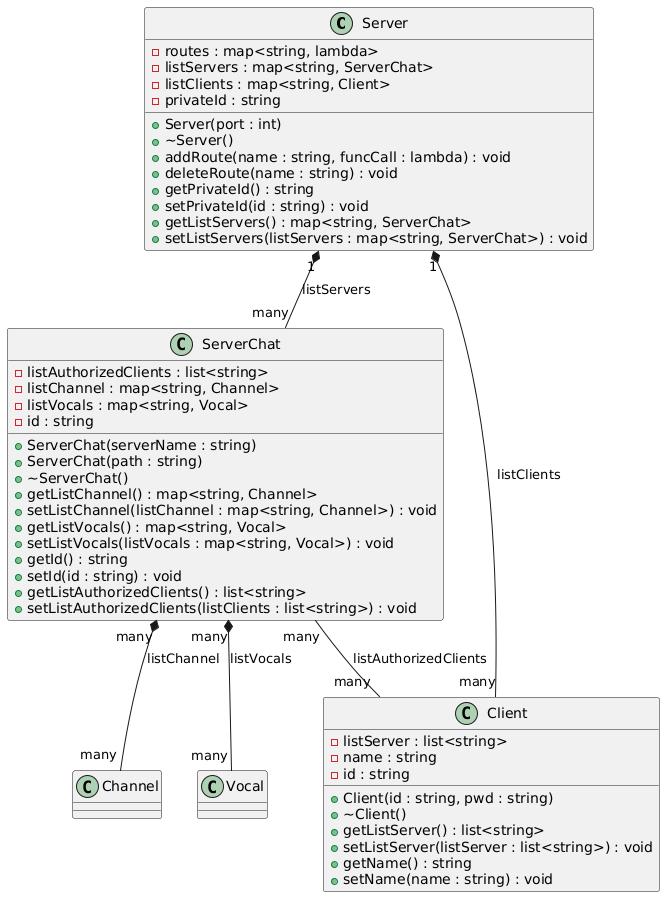 C Server
routes : map<string, lambda>
listServers : map<string, ServerChat>
listClients : map<string, Client>
privateId : string
Server(port : int)
~Server()
addRoute(name : string, funcCall : lambda) : void
deleteRoute(name : string) : void
getPrivateId() : string
setPrivateId(id : string) : void
getListServers() : map<string, ServerChat>
setListServers(listServers : map<string, ServerChat>) : void
1
1
listServers
many
C ServerChat
listAuthorizedClients : list<string>
listChannel : map<string, Channel>
listVocals : map<string, Vocal>
id : string
ServerChat(serverName : string)
ServerChat(path : string)
~ServerChat()
getListChannel() : map<string, Channel>
setListChannel(listChannel : map<string, Channel>) : void
getListVocals() : map<string, Vocal>
setListVocals(listVocals : map<string, Vocal>) : void
getId() : string
setId(id : string) : void
getListAuthorizedClients() : list<string>
setListAuthorizedClients(listClients : list<string>) : void
listClients
many
many
many
listChannel
listVocals
listAuthorizedClients
many
many
many
many
C Channel
C Vocal
C Client
listServer : list<string>
name : string
id : string
Client(id : string, pwd : string)
~Client()
getListServer() : list<string>
setListServer(listServer : list<string>) : void
getName() : string
setName(name : string) : void